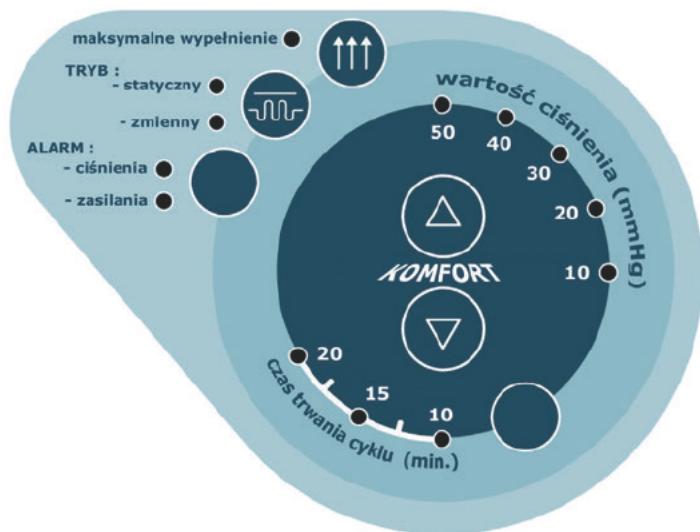 maksymalne wypełnienie
TRYB :
- statyczny
- zmienny
ALARM :
- ciśnienia
- zasilania
wartość ciśnienia (mmHg)
50
40
30
20
10
KOMFORT
20
15
10
czas trwania cyklu (min.)